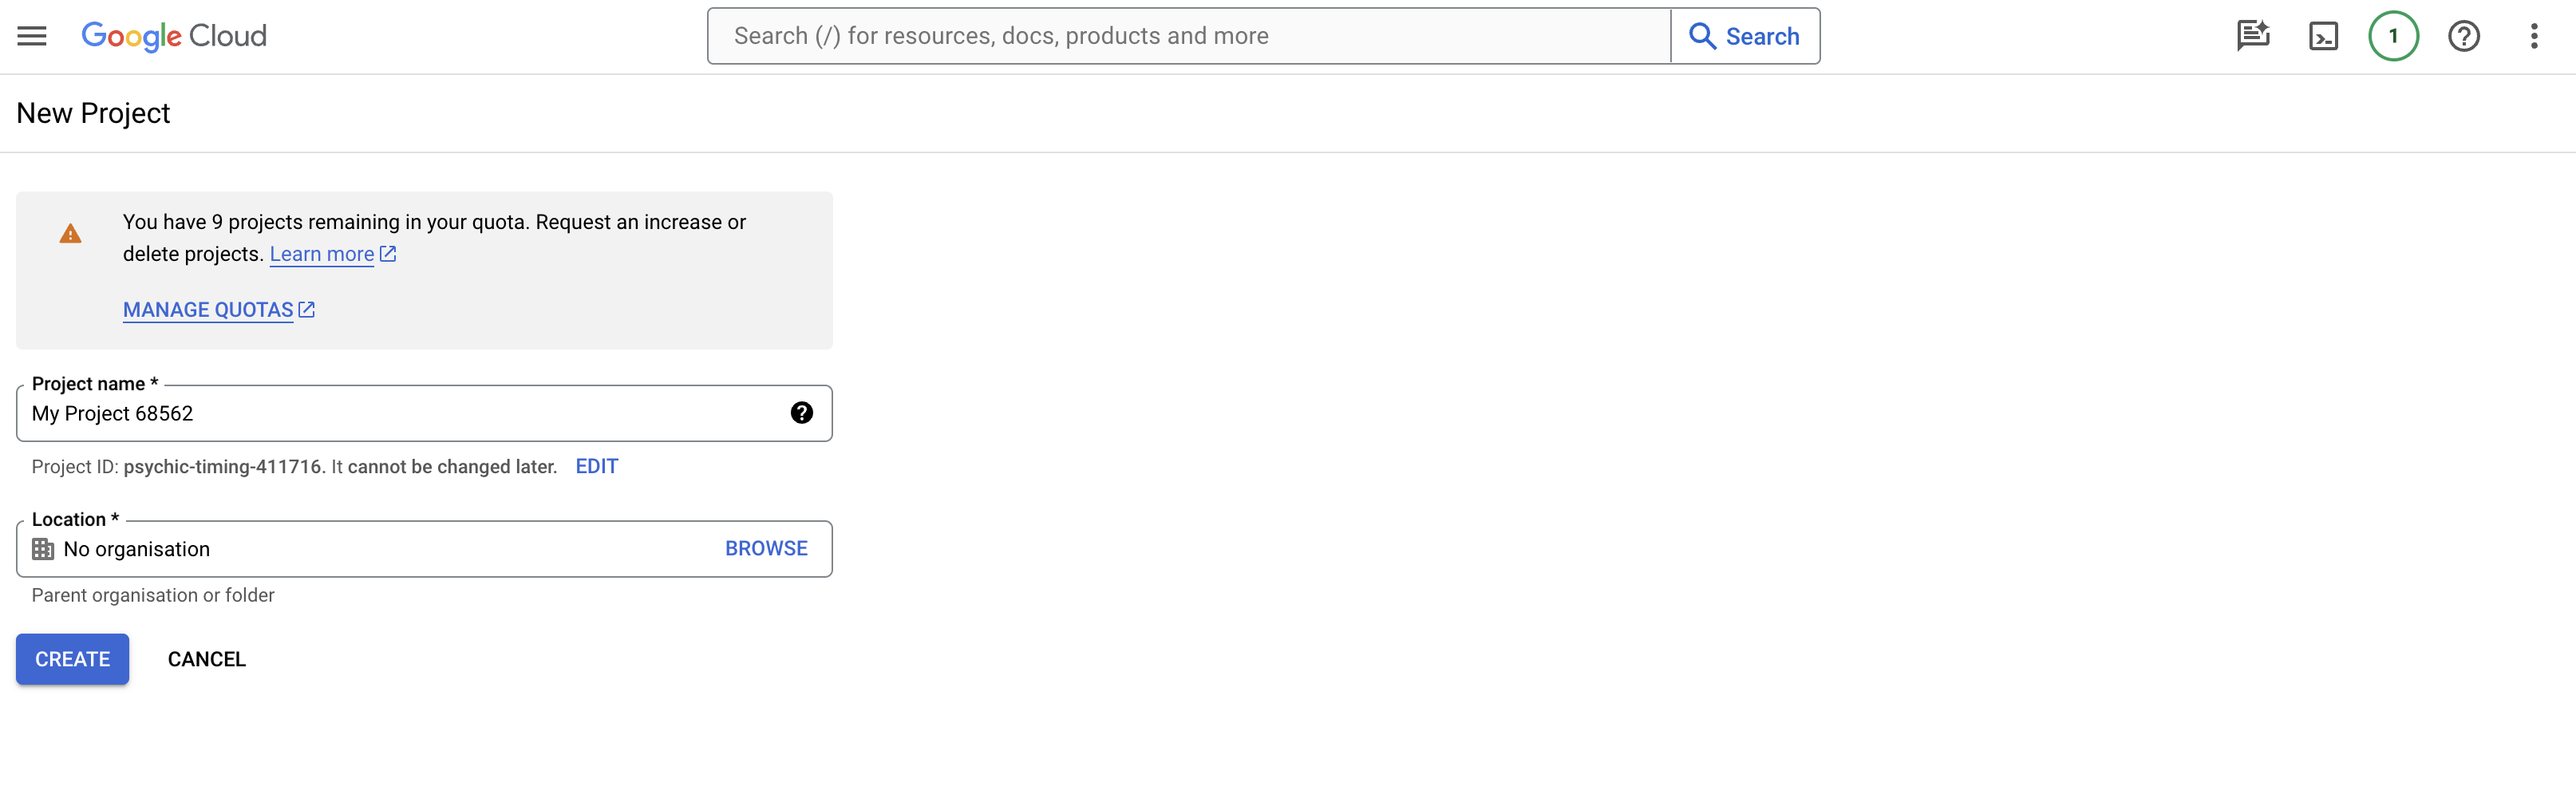 Google Cloud
Search (/) for resources, docs, products and more
Search
1
New Project
You have 9 projects remaining in your quota. Request an increase or
delete projects. Learn more
MANAGE QUOTAS
Project name *
My Project 68562
Project ID: psychic-timing-411716. It cannot be changed later. EDIT
Location *
No organisation BROWSE
Parent organisation or folder
CREATE CANCEL